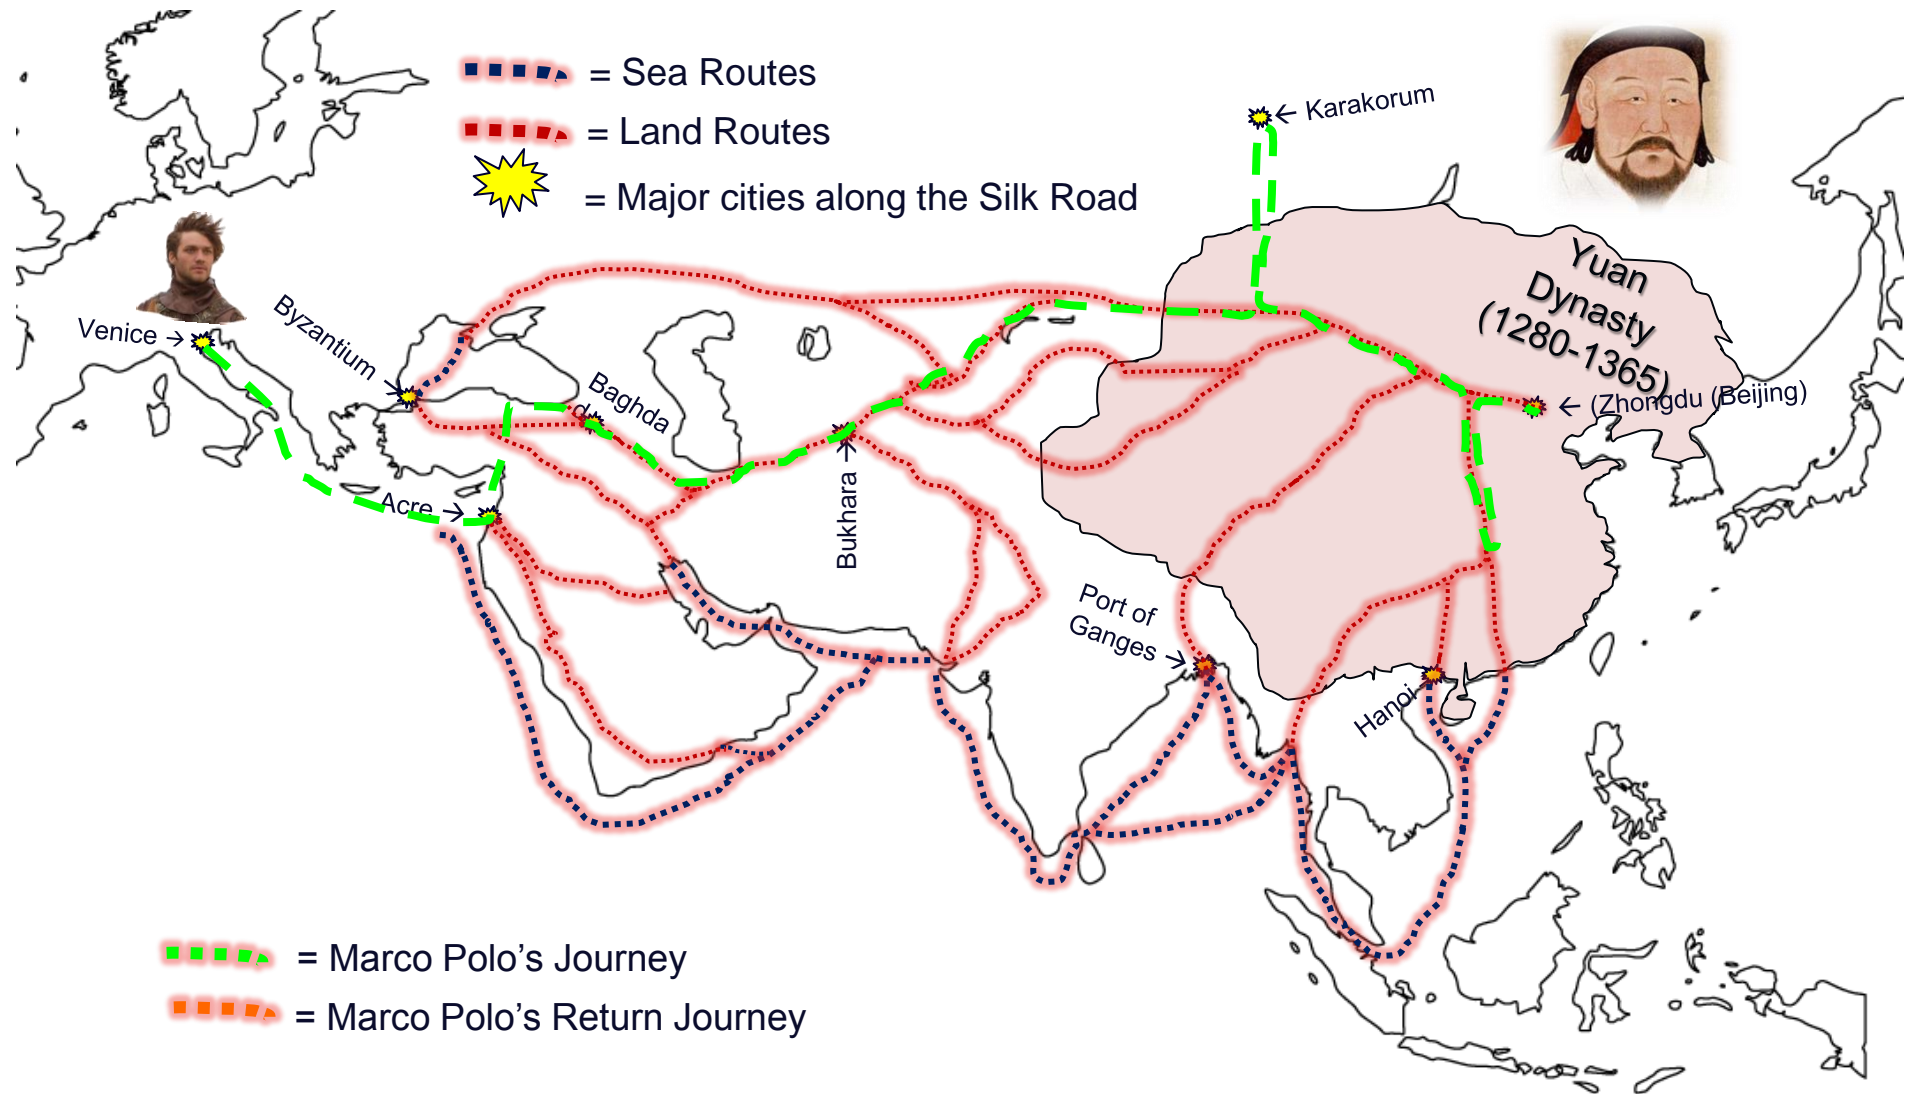 = Sea Routes
= Land Routes
= Major cities along the Silk Road
← Karakorum
Yuan
Dynasty
(1280-1365)
Venice →
Byzantium →
Baghda
d→
← (Zhongdu (Beijing)
Acre →
Bukhara →
Port of
Ganges →
Hanoi
= Marco Polo’s Journey
= Marco Polo’s Return Journey